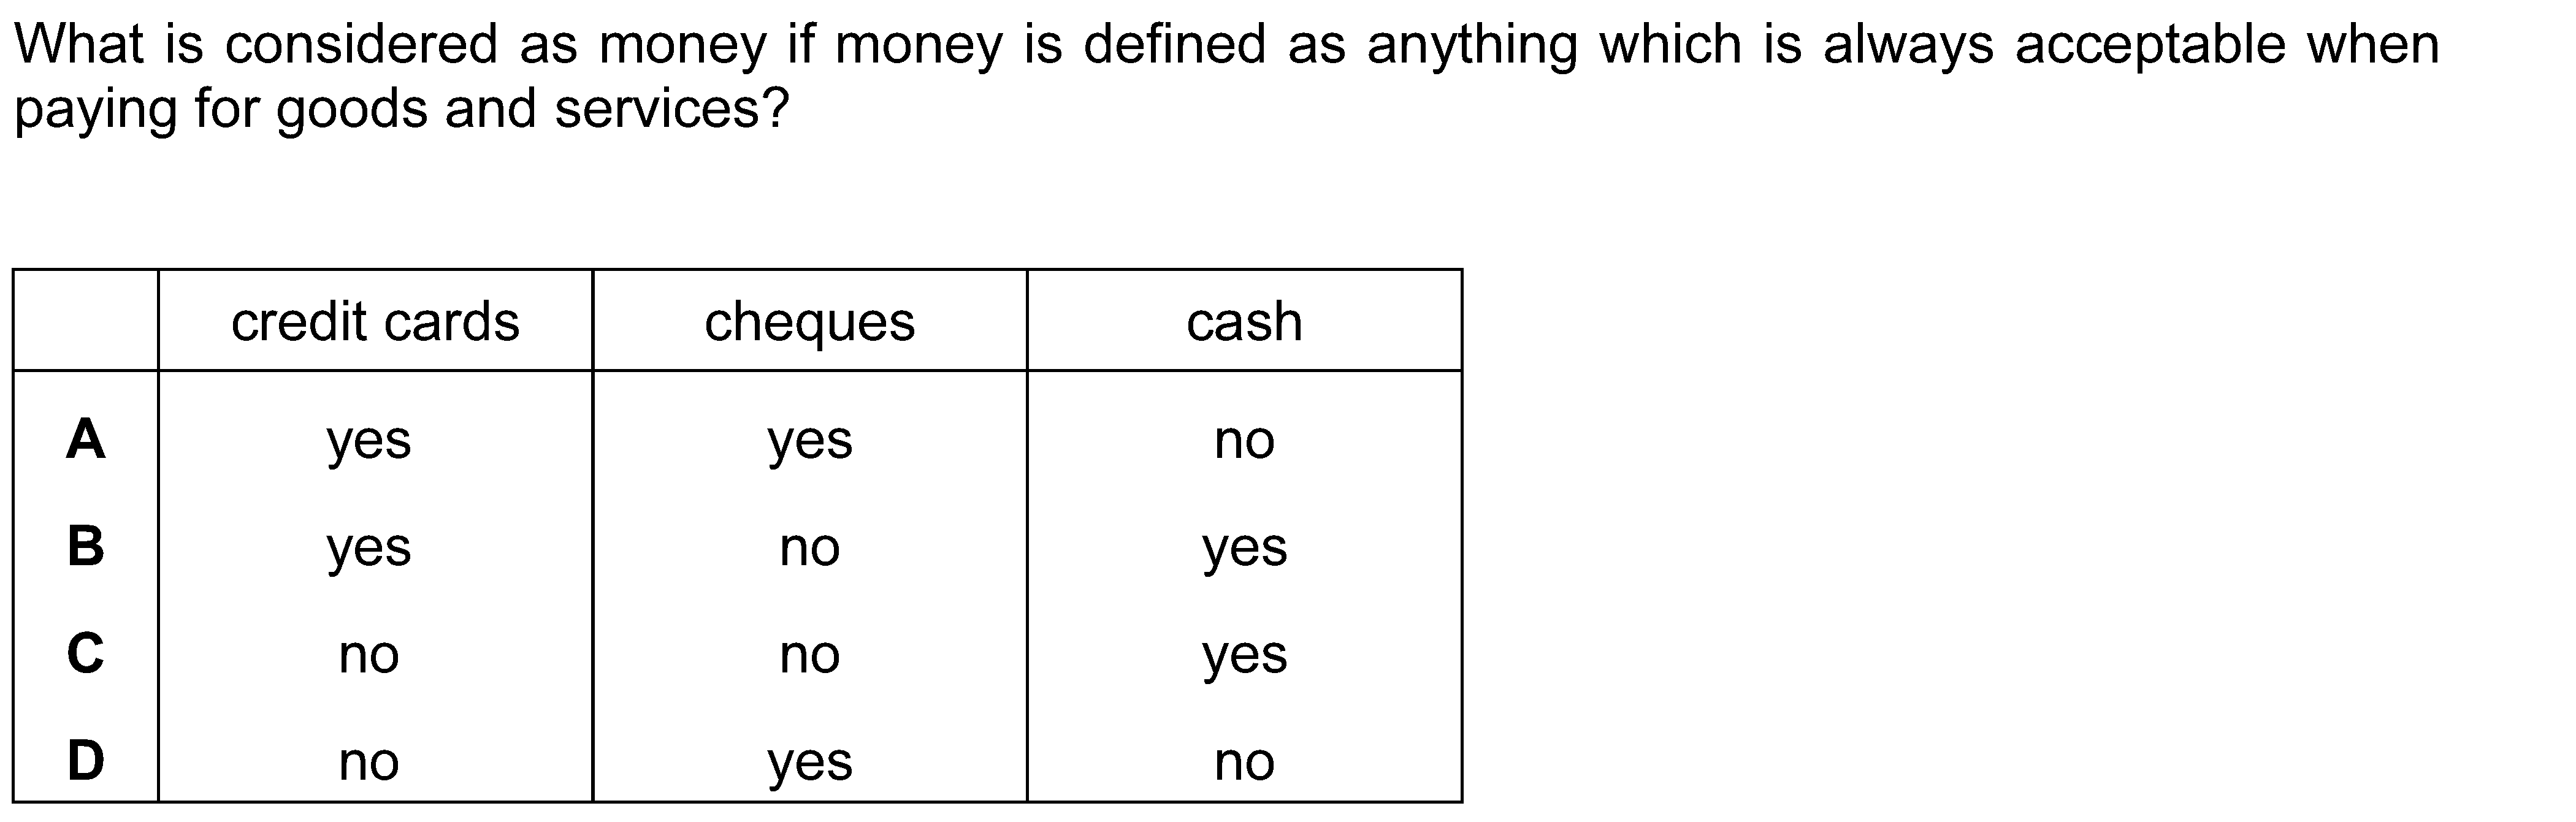 What is considered as money if money is defined as anything which is always acceptable when
paying for goods and services?
credit cards cheques cash
A yes yes no
B yes no yes
C no no yes
D no yes no